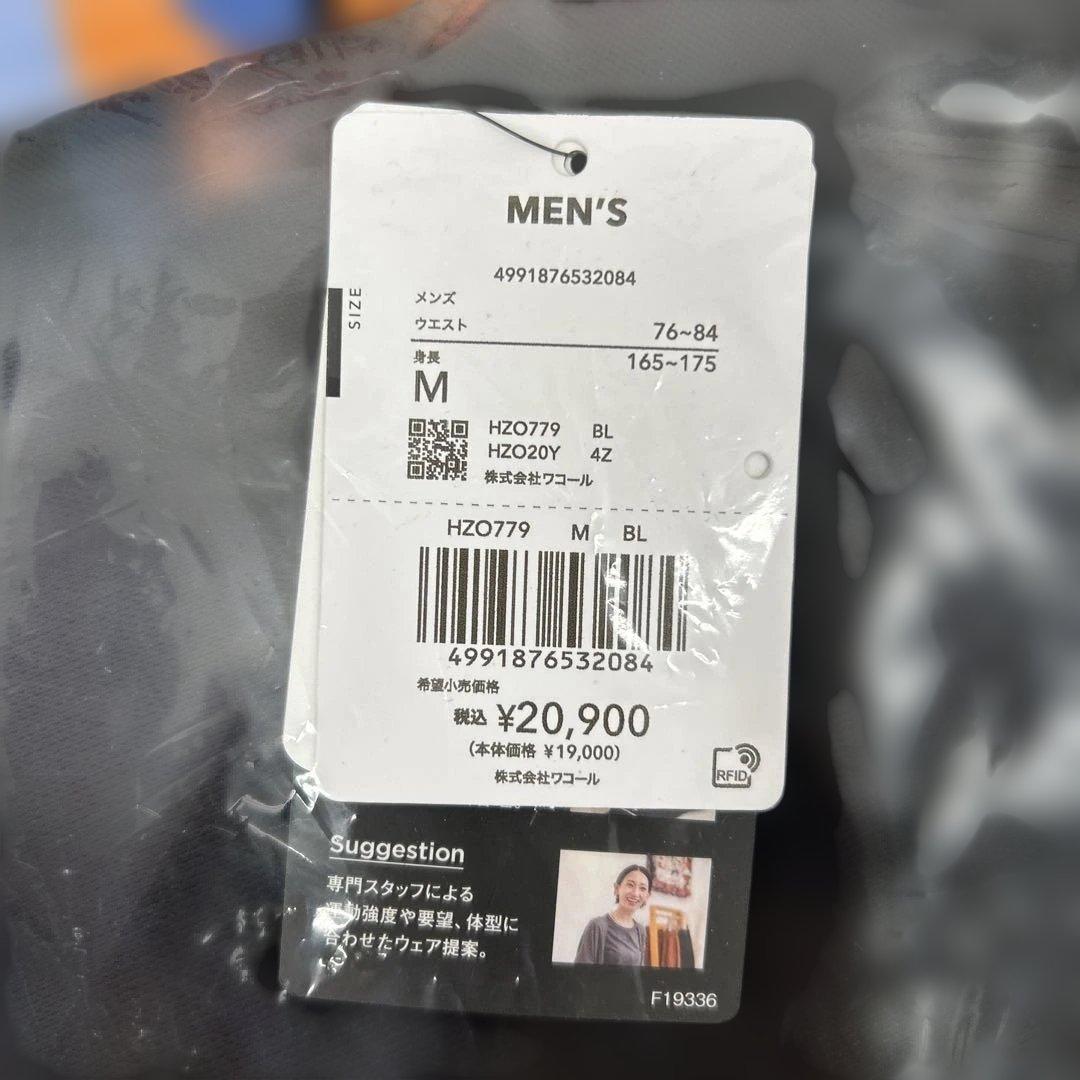 MEN'S
4991876532084
SIZE
メンズ
ウエスト 76~84
身長 165~175
M
HZO779 BL
HZO20Y 4Z
株式会社ワコール
HZO779 M BL
4991876532084
希望小売価格
税込 ¥20,900
(本体価格 ¥19,000)
株式会社ワコール
RFID
Suggestion
専門スタッフによる
運動強度や要望、体型に
合わせたウェア提案。
F19336